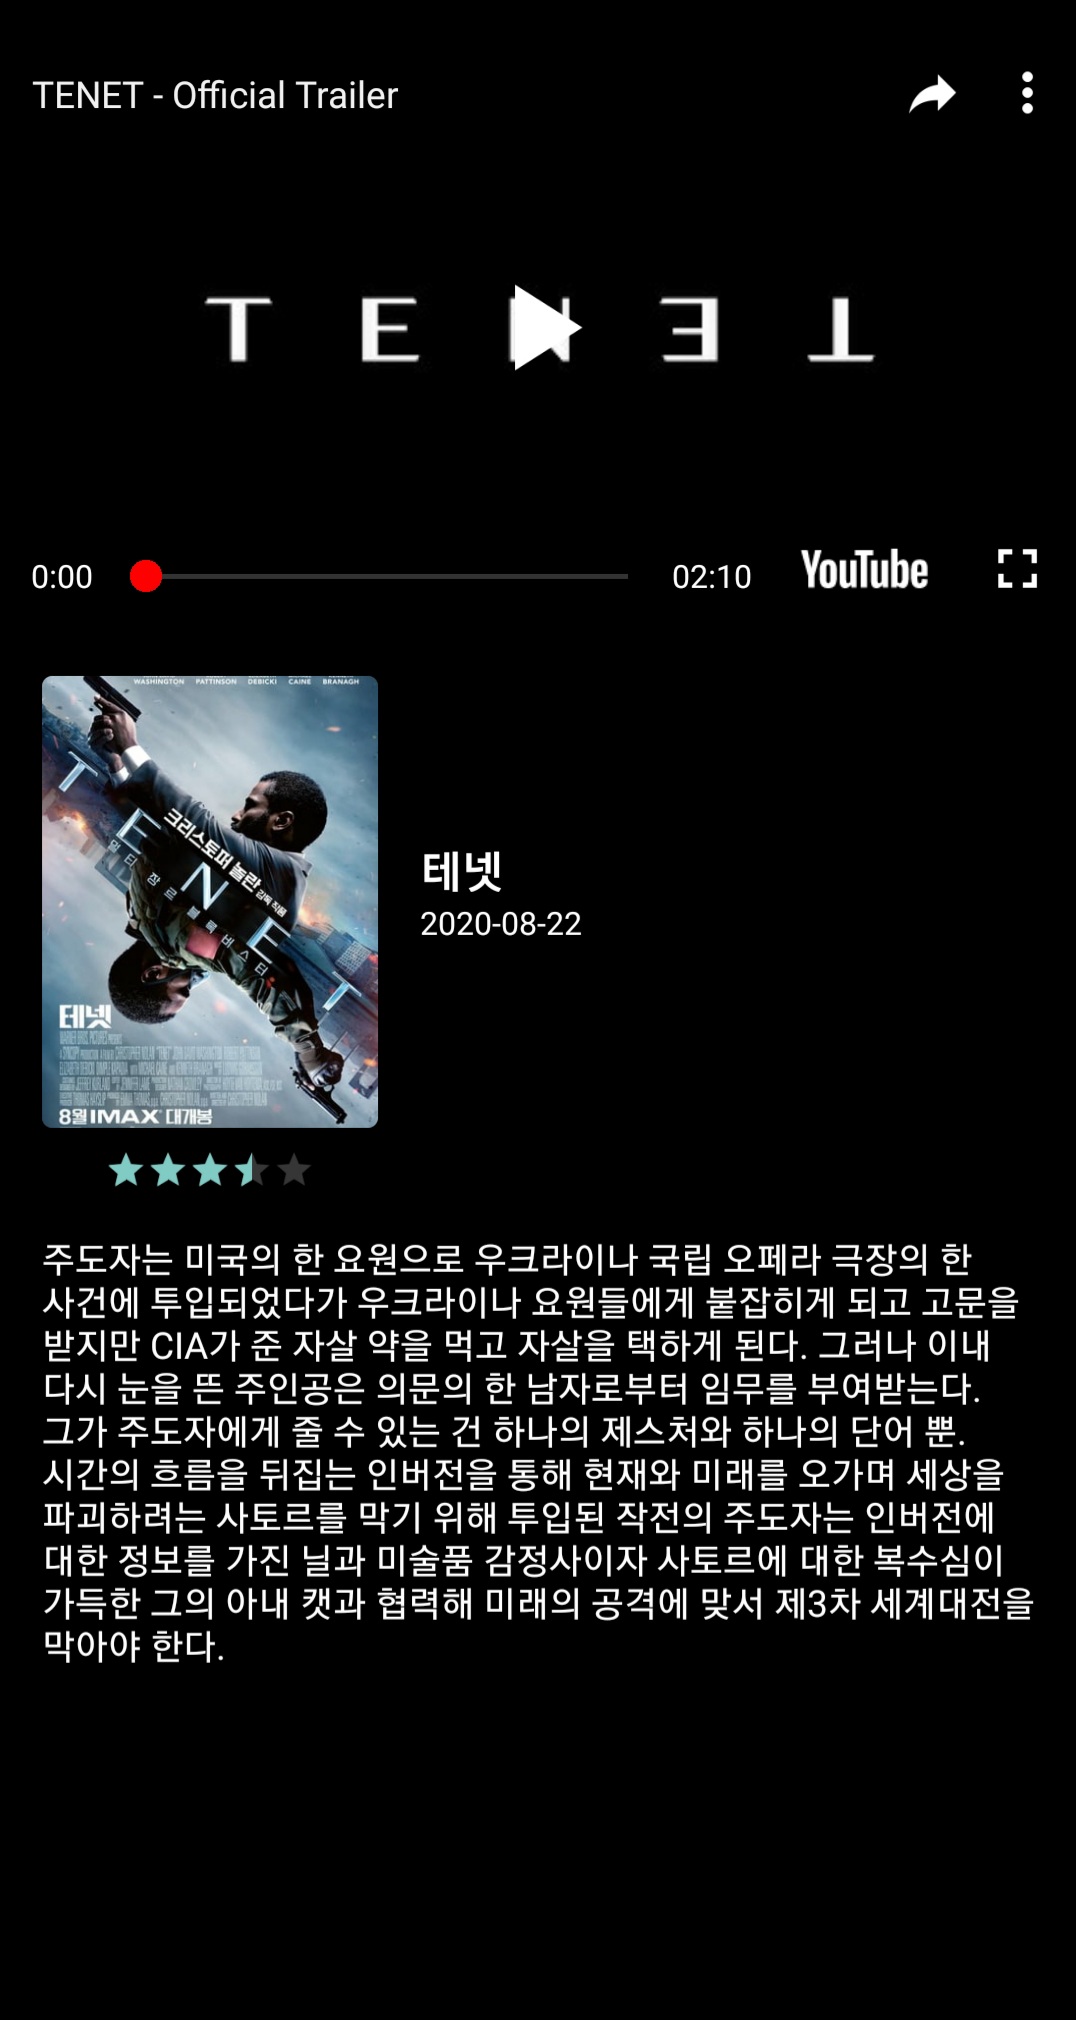 TENET - Official Trailer
TENET
0:00
02:10
YouTube
WASHINGTON PATTINSON DEBICKI CAINE BRANAGH
크리스토퍼 놀란 감독 작품
TENET
멀티 장르 블록버스터
테넷
8월 IMAX 대개봉
테넷
2020-08-22
주도자는 미국의 한 요원으로 우크라이나 국립 오페라 극장의 한
사건에 투입되었다가 우크라이나 요원들에게 붙잡히게 되고 고문을
받지만 CIA가 준 자살 약을 먹고 자살을 택하게 된다. 그러나 이내
다시 눈을 뜬 주인공은 의문의 한 남자로부터 임무를 부여받는다.
그가 주도자에게 줄 수 있는 건 하나의 제스처와 하나의 단어 뿐.
시간의 흐름을 뒤집는 인버전을 통해 현재와 미래를 오가며 세상을
파괴하려는 사토르를 막기 위해 투입된 작전의 주도자는 인버전에
대한 정보를 가진 닐과 미술품 감정사이자 사토르에 대한 복수심이
가득한 그의 아내 캣과 협력해 미래의 공격에 맞서 제3차 세계대전을
막아야 한다.